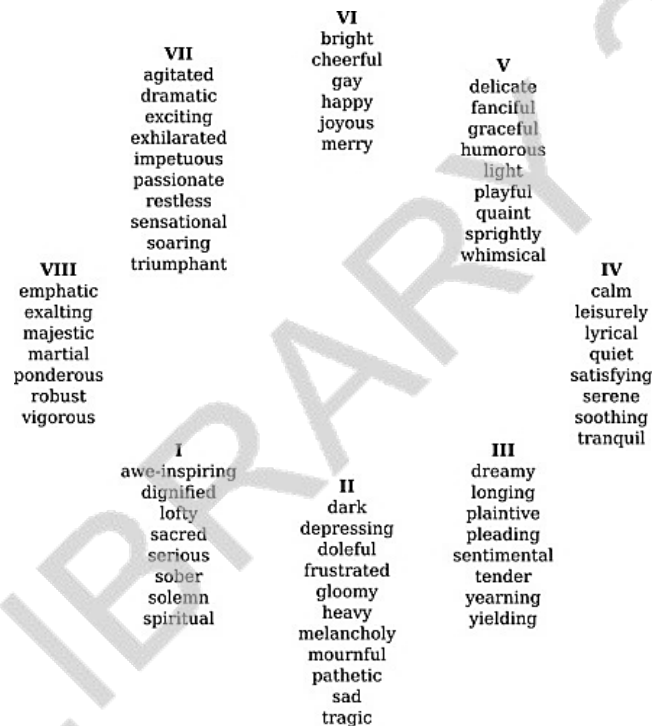 VI
bright
cheerful
gay
happy
joyous
merry
VII
agitated
dramatic
exciting
exhilarated
impetuous
passionate
restless
sensational
soaring
triumphant
V
delicate
fanciful
graceful
humorous
light
playful
quaint
sprightly
whimsical
VIII
emphatic
exalting
majestic
martial
ponderous
robust
vigorous
IV
calm
leisurely
lyrical
quiet
satisfying
serene
soothing
tranquil
I
awe-inspiring
dignified
lofty
sacred
serious
sober
solemn
spiritual
II
dark
depressing
doleful
frustrated
gloomy
heavy
melancholy
mournful
pathetic
sad
tragic
III
dreamy
longing
plaintive
pleading
sentimental
tender
yearning
yielding
LIBRARY